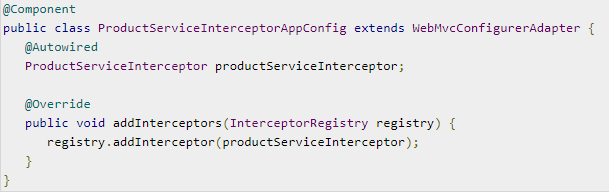 @Component
public class ProductServiceInterceptorAppConfig extends WebMvcConfigurerAdapter {
   @Autowired
   ProductServiceInterceptor productServiceInterceptor;

   @Override
   public void addInterceptors(InterceptorRegistry registry) {
      registry.addInterceptor(productServiceInterceptor);
   }
}